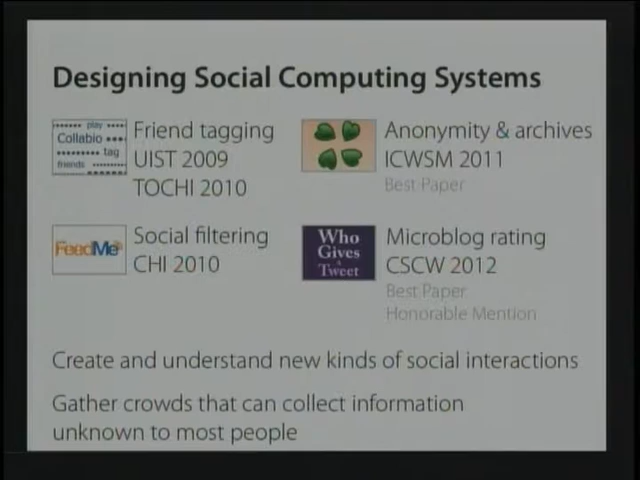 Designing Social Computing Systems
play
Collabio
tag
friends
Friend tagging
UIST 2009
TOCHI 2010
Anonymity & archives
ICWSM 2011
Best Paper
FeedMe
Social filtering
CHI 2010
Who
Gives
a
Tweet
Microblog rating
CSCW 2012
Best Paper
Honorable Mention
Create and understand new kinds of social interactions
Gather crowds that can collect information
unknown to most people